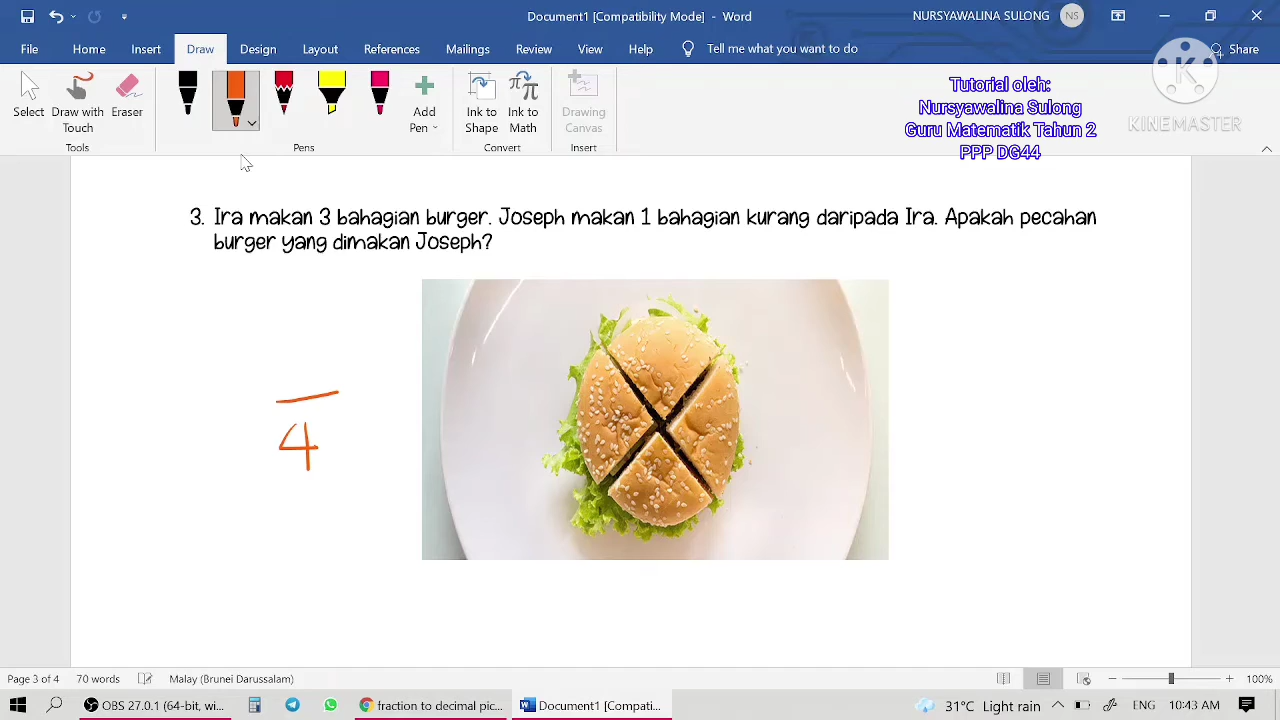 Document1 [Compatibility Mode] - Word
NURSYAWALINA SULONG NS
File Home Insert Draw Design Layout References Mailings Review View Help Tell me what you want to do Share
Select Draw with Touch Eraser Add Pen Ink to Shape Ink to Math Drawing Canvas
Tools Pens Convert Insert
Tutorial oleh:
Nursyawalina Sulong
Guru Matematik Tahun 2
PPP DG44
K
KINEMASTER
3. Ira makan 3 bahagian burger. Joseph makan 1 bahagian kurang daripada Ira. Apakah pecahan
burger yang dimakan Joseph?
4
Page 3 of 4 70 words Malay (Brunei Darussalam) 100%
OBS 27.0.1 (64-bit, wi... fraction to decimal pic... Document1 [Compati... 31°C Light rain 10:43 AM